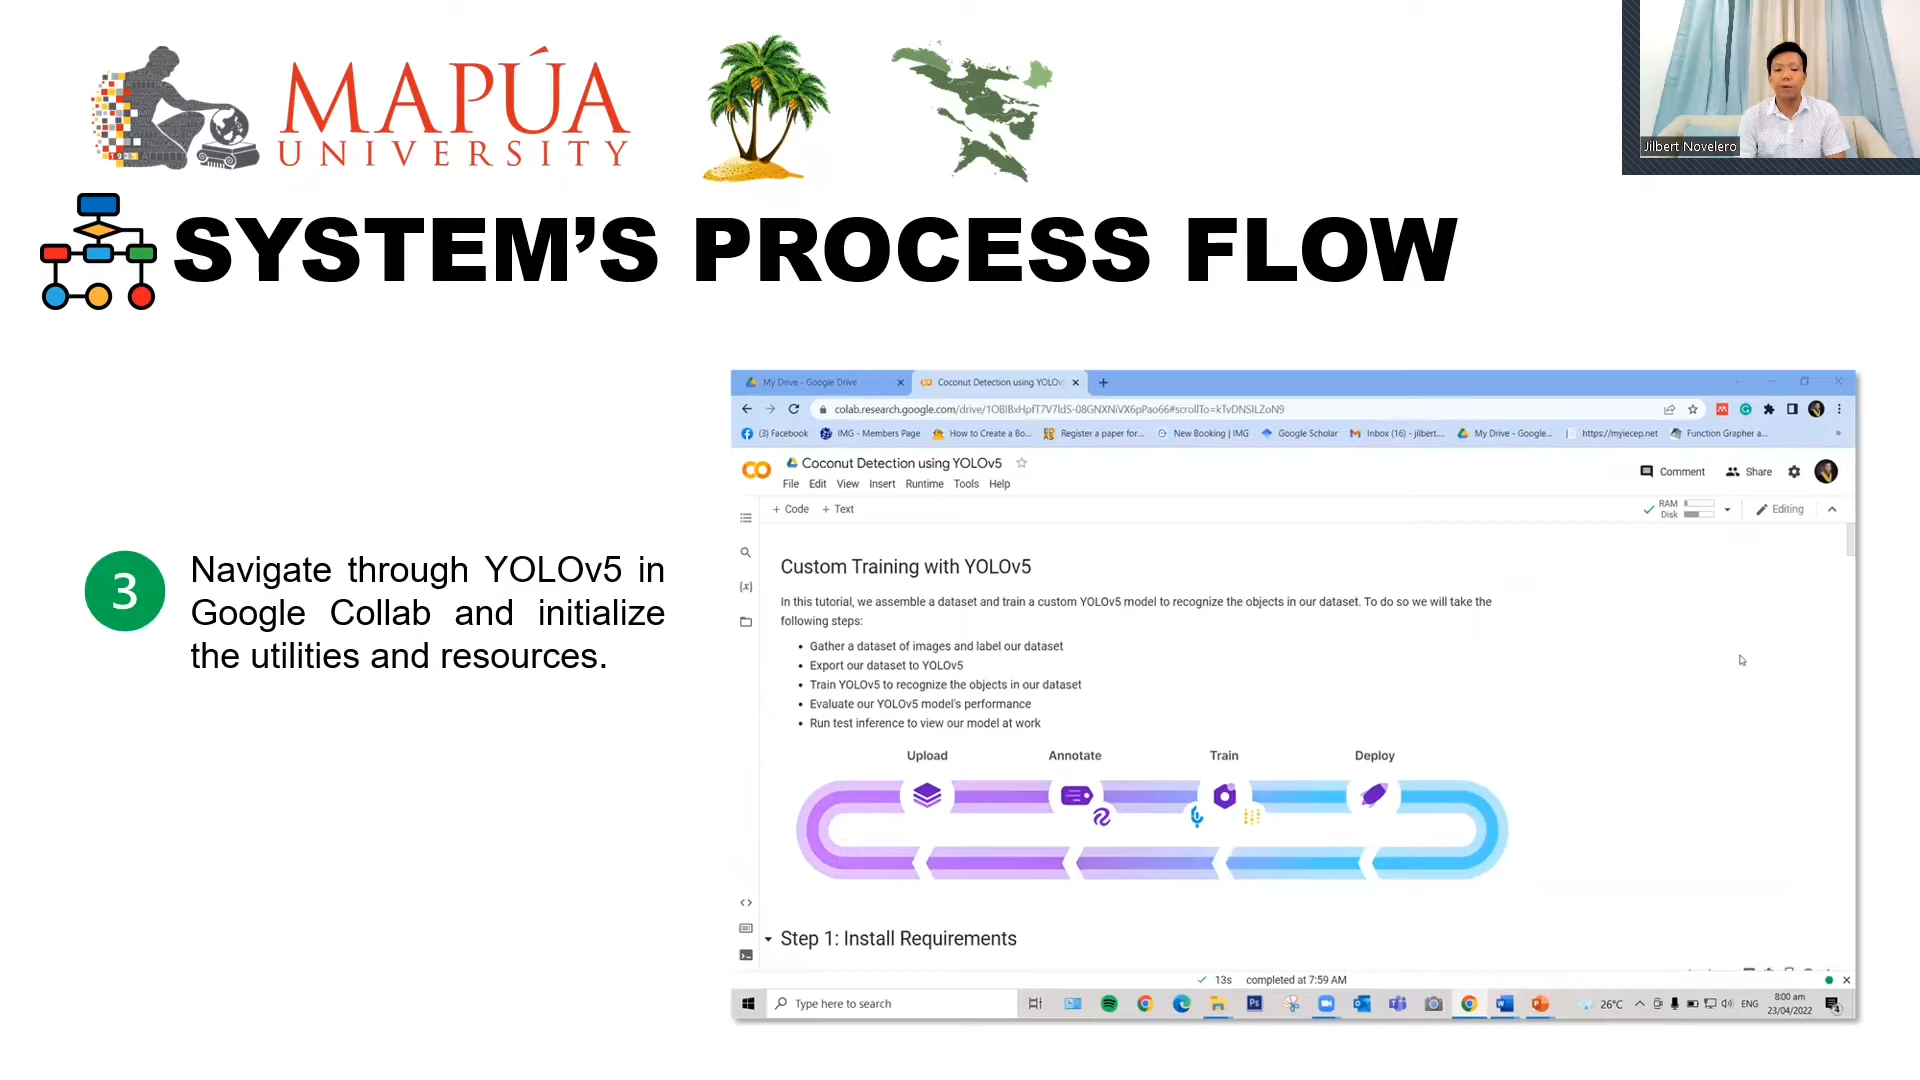 1925
MAPÚA
UNIVERSITY
Jilbert Novelero
SYSTEM’S PROCESS FLOW
3
Navigate through YOLOv5 in
Google Collab and initialize
the utilities and resources.
My Drive - Google Drive
Coconut Detection using YOLOv
colab.research.google.com/drive/1OBIBxHpfT7V7ldS-08GNXNiVX6pPao66#scrollTo=kTvDNSILZoN9
(3) Facebook
IMG - Members Page
How to Create a Bo...
Register a paper for...
New Booking | IMG
Google Scholar
Inbox (16) - jilbert....
My Drive - Google...
https://myiecep.net
Function Grapher a...
»
CO
Coconut Detection using YOLOv5
Comment
Share
File Edit View Insert Runtime Tools Help
+ Code + Text
RAM
Disk
Editing
{x}
Custom Training with YOLOv5
In this tutorial, we assemble a dataset and train a custom YOLOv5 model to recognize the objects in our dataset. To do so we will take the
following steps:
• Gather a dataset of images and label our dataset
• Export our dataset to YOLOv5
• Train YOLOv5 to recognize the objects in our dataset
• Evaluate our YOLOv5 model's performance
• Run test inference to view our model at work
Upload Annotate Train Deploy
Step 1: Install Requirements
13s completed at 7:59 AM
Type here to search
Ps
26°C
ENG
8:00 am
23/04/2022
4